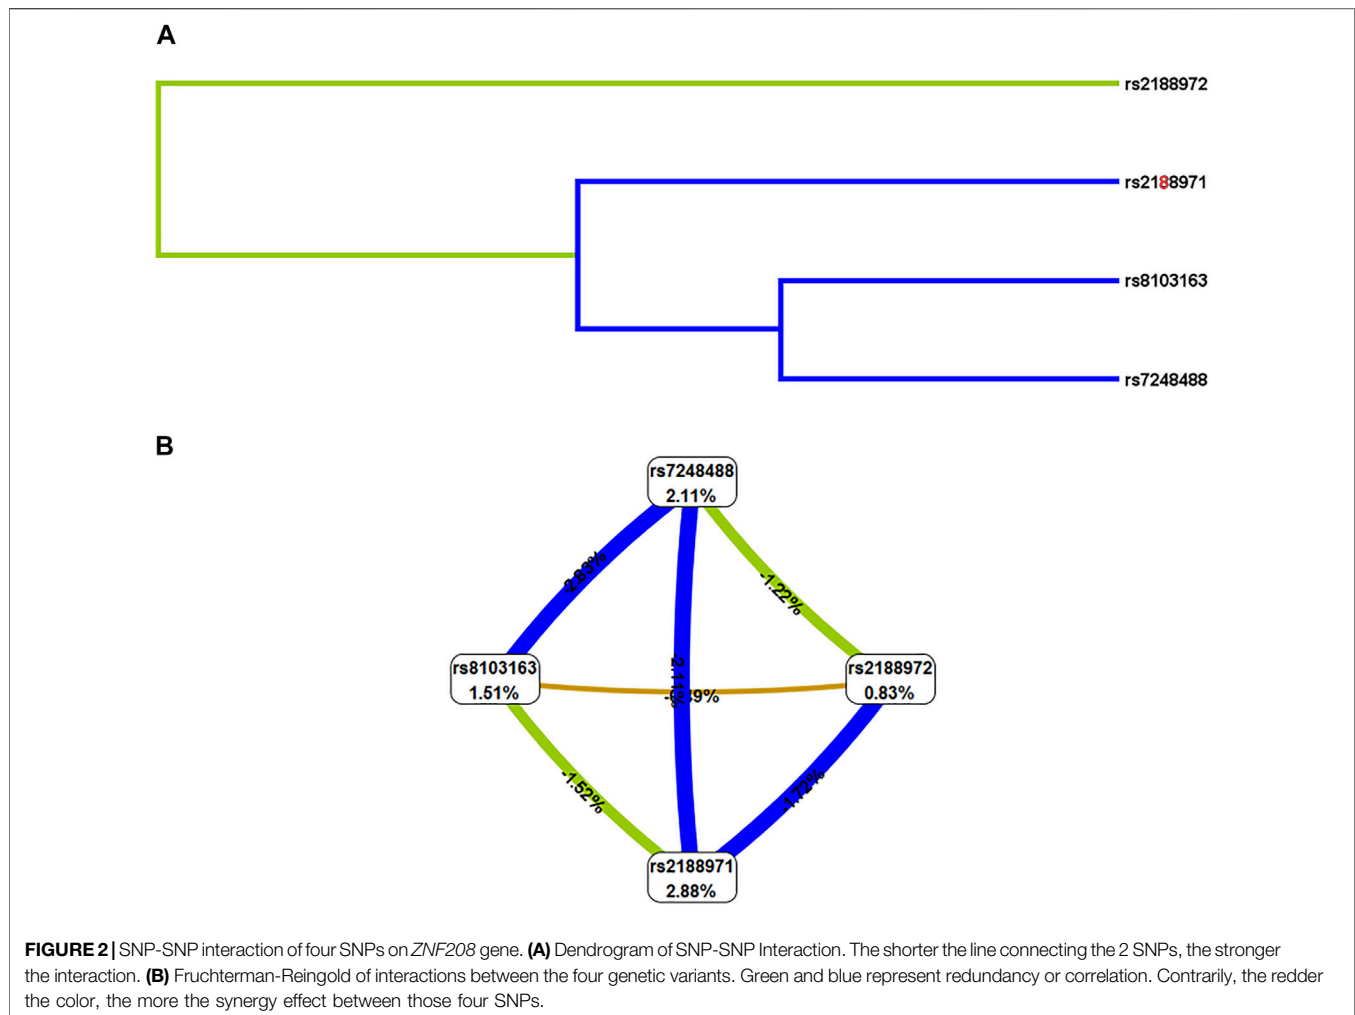 A
rs2188972
rs2188971
rs8103163
rs7248488
B
rs7248488
2.11%
-2.83%
-1.22%
rs8103163
1.51%
rs2188972
0.83%
-1.52%
rs2188971
2.88%
FIGURE 2 | SNP-SNP interaction of four SNPs on ZNF208 gene. (A) Dendrogram of SNP-SNP Interaction. The shorter the line connecting the 2 SNPs, the stronger
the interaction. (B) Fruchterman-Reingold of interactions between the four genetic variants. Green and blue represent redundancy or correlation. Contrarily, the redder
the color, the more the synergy effect between those four SNPs.